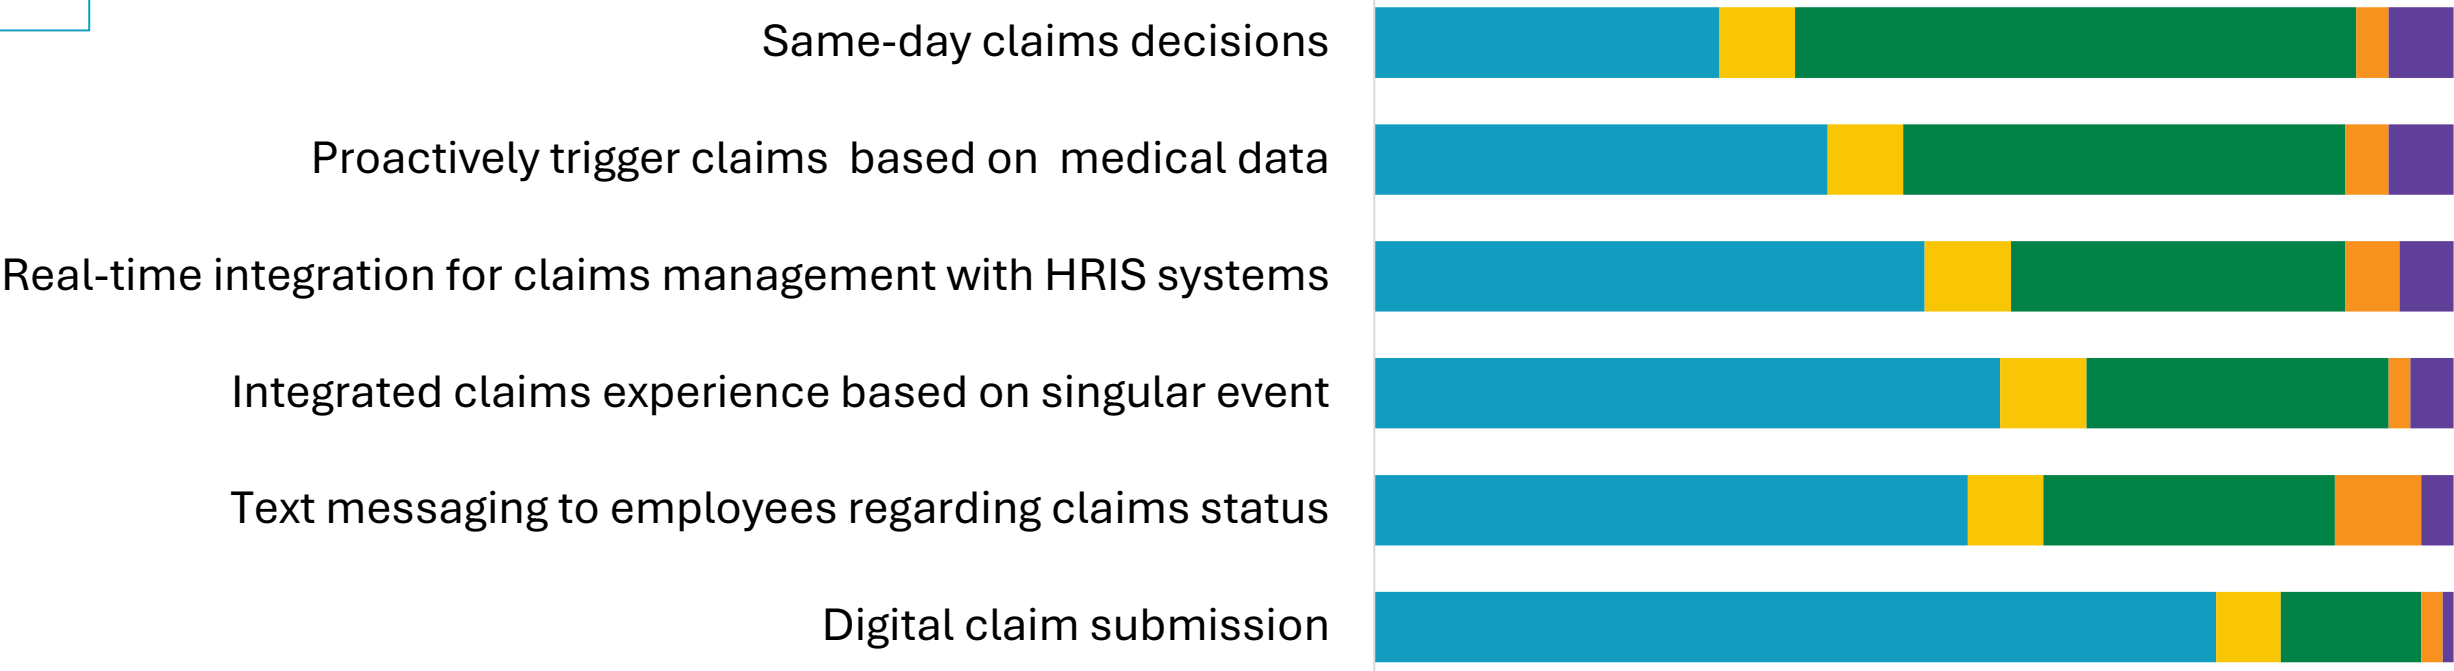 Same-day claims decisions
Proactively trigger claims  based on  medical data
Real-time integration for claims management with HRIS systems
Integrated claims experience based on singular event
Text messaging to employees regarding claims status
Digital claim submission